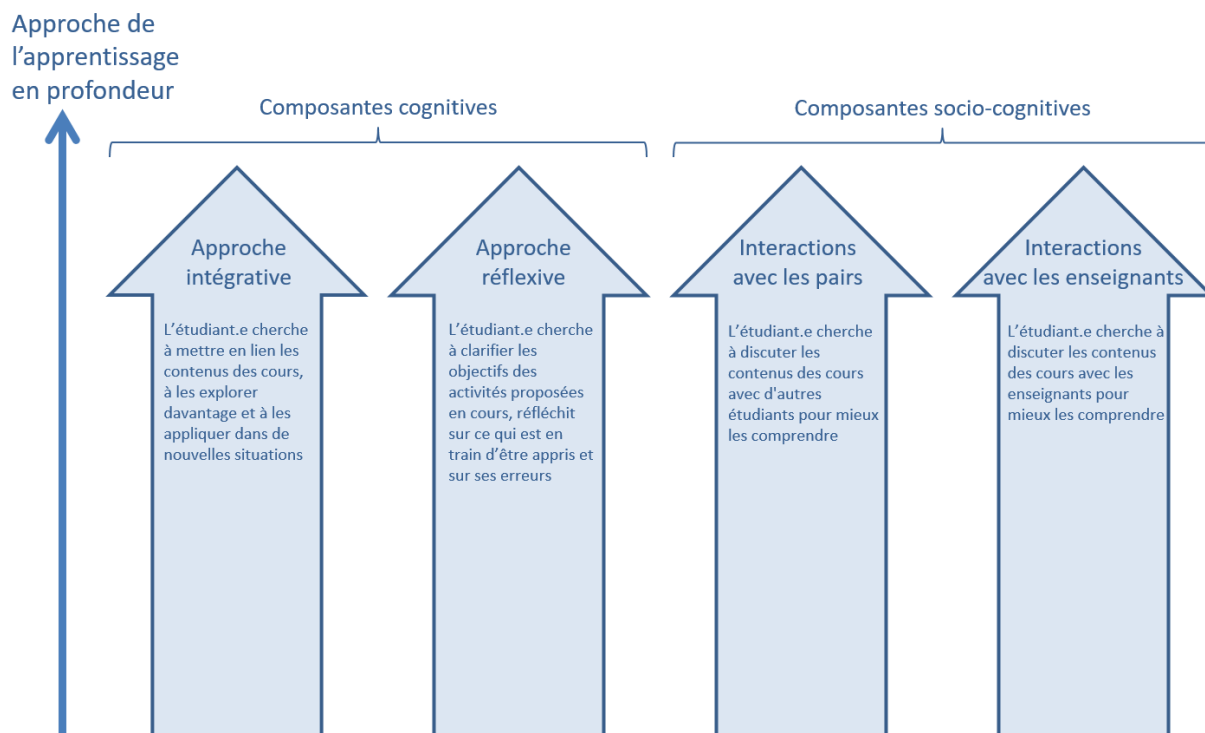 Approche de
l'apprentissage
en profondeur
Composantes cognitives
Composantes socio-cognitives
Approche
intégrative
L'étudiant.e cherche
à mettre en lien les
contenus des cours,
à les explorer
davantage et à les
appliquer dans de
nouvelles situations
Approche
réflexive
L'étudiant.e cherche
à clarifier les
objectifs des
activités proposées
en cours, réfléchit
sur ce qui est en
train d'être appris et
sur ses erreurs
Interactions
avec les pairs
L'étudiant.e cherche
à discuter les
contenus des cours
avec d'autres
étudiants pour mieux
les comprendre
Interactions
avec les enseignants
L'étudiant.e cherche à
discuter les contenus
des cours avec les
enseignants pour
mieux les comprendre